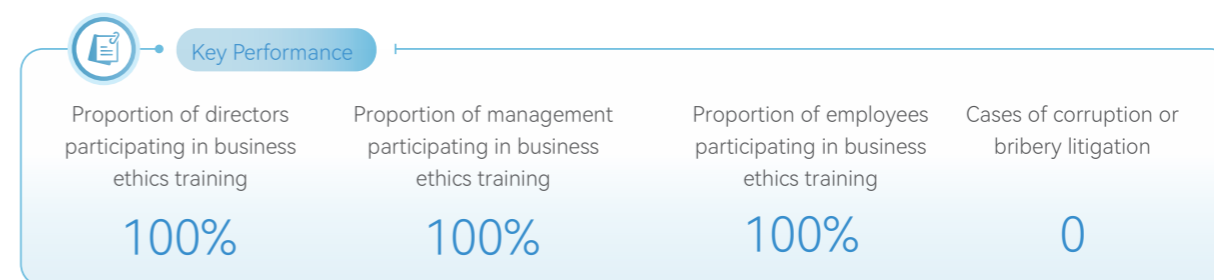 Key Performance
Proportion of directors
participating in business
ethics training
100%
Proportion of management
participating in business
ethics training
100%
Proportion of employees
participating in business
ethics training
100%
Cases of corruption or
bribery litigation
0